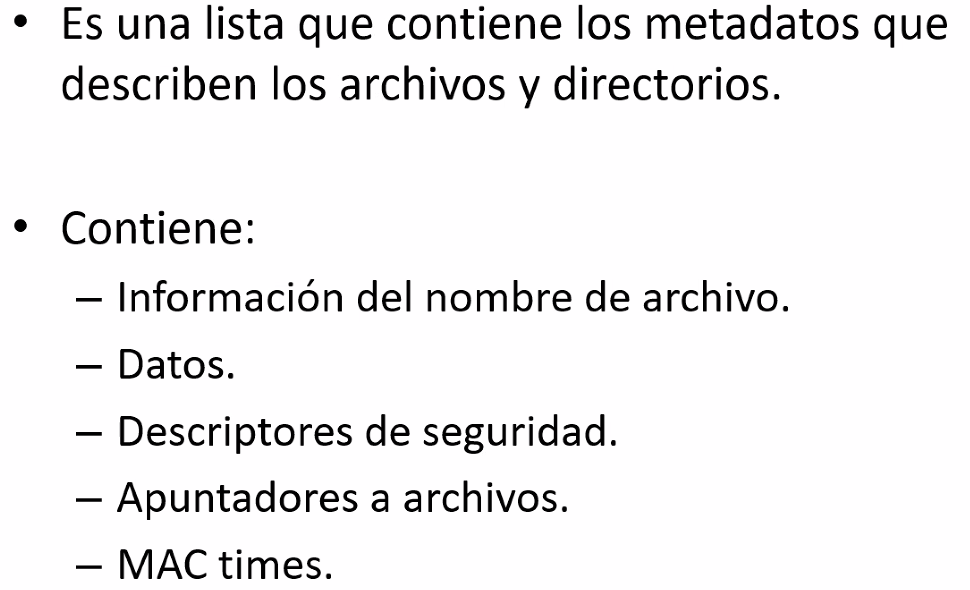 • Es una lista que contiene los metadatos que
describen los archivos y directorios.
• Contiene:
– Información del nombre de archivo.
– Datos.
– Descriptores de seguridad.
– Apuntadores a archivos.
– MAC times.